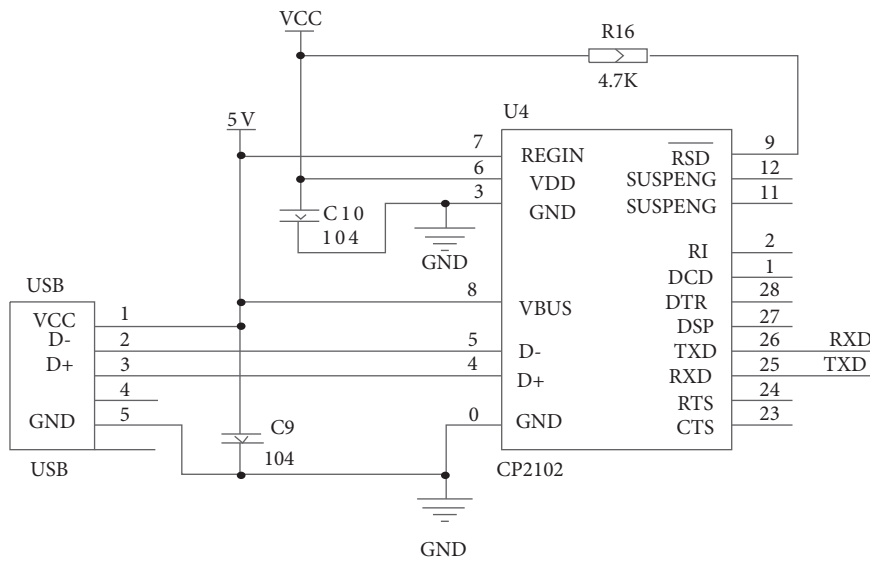 VCC
R16
4.7K
5V
U4
7
REGIN
RSD
9
6
VDD
SUSPENG
12
3
GND
SUSPENG
11
C10
104
GND
RI
2
DCD
1
USB
8
VBUS
DTR
28
VCC
1
DSP
27
D-
2
5
D-
TXD
26
RXD
D+
3
4
D+
RXD
25
TXD
4
RTS
24
GND
5
0
GND
CTS
23
C9
104
USB
CP2102
GND